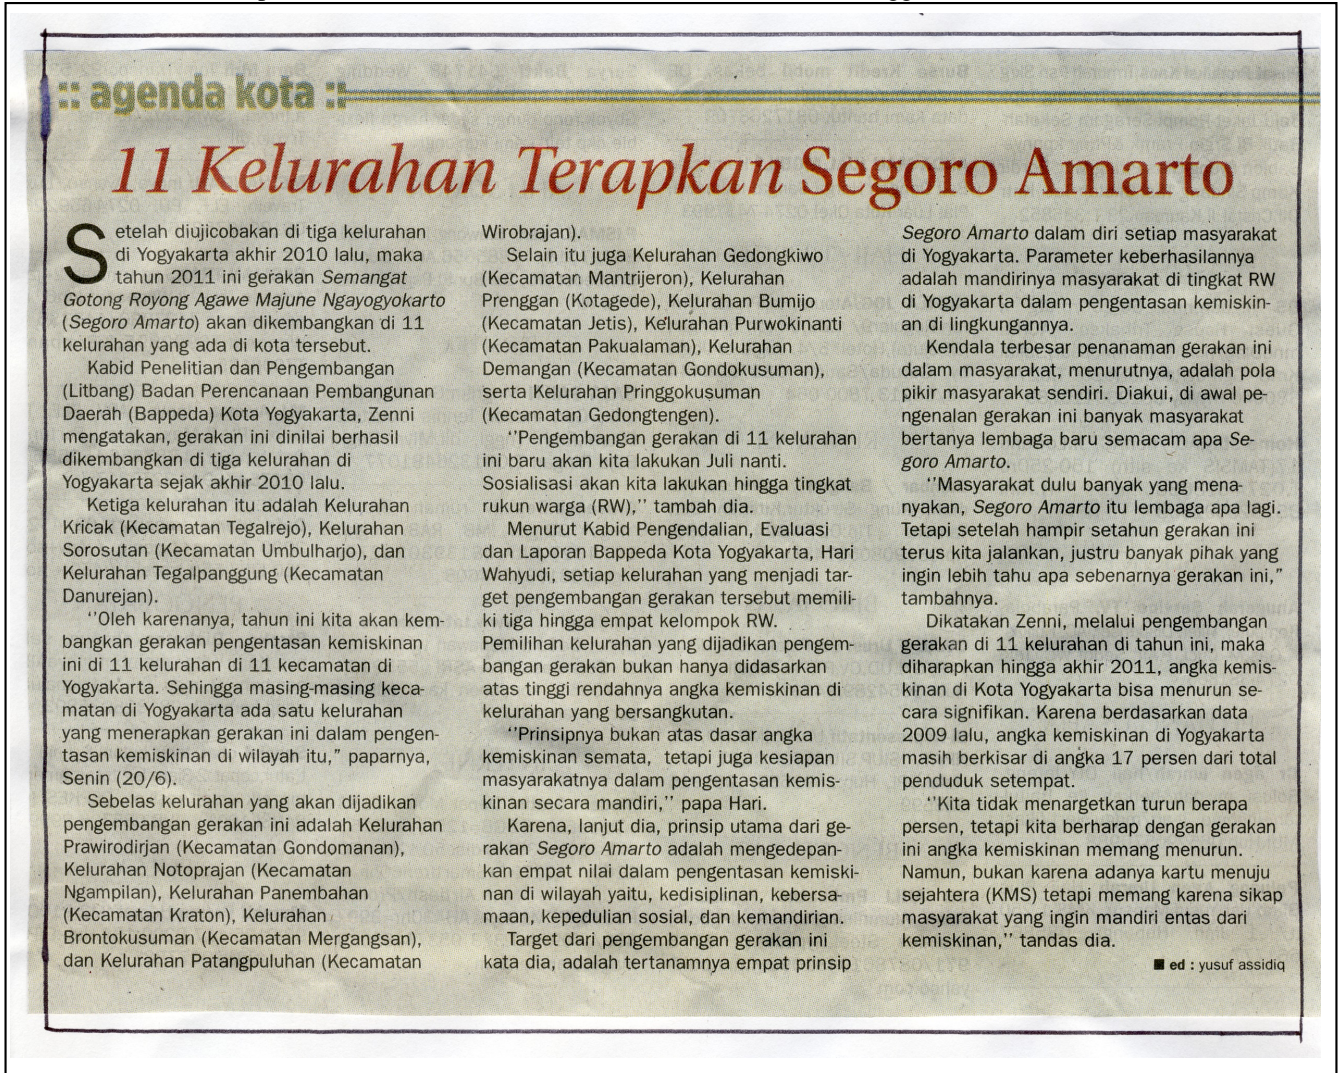 :: agenda kota ::
11 Kelurahan Terapkan Segoro Amarto
Setelah diujicobakan di tiga kelurahan
di Yogyakarta akhir 2010 lalu, maka
tahun 2011 ini gerakan Semangat
Gotong Royong Agawe Majune Ngayogyokarto
(Segoro Amarto) akan dikembangkan di 11
kelurahan yang ada di kota tersebut.
Kabid Penelitian dan Pengembangan
(Litbang) Badan Perencanaan Pembangunan
Daerah (Bappeda) Kota Yogyakarta, Zenni
mengatakan, gerakan ini dinilai berhasil
dikembangkan di tiga kelurahan di
Yogyakarta sejak akhir 2010 lalu.
Ketiga kelurahan itu adalah Kelurahan
Kricak (Kecamatan Tegalrejo), Kelurahan
Sorosutan (Kecamatan Umbulharjo), dan
Kelurahan Tegalpanggung (Kecamatan
Danurejan).
''Oleh karenanya, tahun ini kita akan kem-
bangkan gerakan pengentasan kemiskinan
ini di 11 kelurahan di 11 kecamatan di
Yogyakarta. Sehingga masing-masing keca-
matan di Yogyakarta ada satu kelurahan
yang menerapkan gerakan ini dalam pengen-
tasan kemiskinan di wilayah itu,'' paparnya,
Senin (20/6).
Sebelas kelurahan yang akan dijadikan
pengembangan gerakan ini adalah Kelurahan
Prawirodirjan (Kecamatan Gondomanan),
Kelurahan Notoprajan (Kecamatan
Ngampilan), Kelurahan Panembahan
(Kecamatan Kraton), Kelurahan
Brontokusuman (Kecamatan Mergangsan),
dan Kelurahan Patangpuluhan (Kecamatan
Wirobrajan).
Selain itu juga Kelurahan Gedongkiwo
(Kecamatan Mantrijeron), Kelurahan
Prenggan (Kotagede), Kelurahan Bumijo
(Kecamatan Jetis), Kelurahan Purwokinanti
(Kecamatan Pakualaman), Kelurahan
Demangan (Kecamatan Gondokusuman),
serta Kelurahan Pringgokusuman
(Kecamatan Gedongtengen).
''Pengembangan gerakan di 11 kelurahan
ini baru akan kita lakukan Juli nanti.
Sosialisasi akan kita lakukan hingga tingkat
rukun warga (RW),'' tambah dia.
Menurut Kabid Pengendalian, Evaluasi
dan Laporan Bappeda Kota Yogyakarta, Hari
Wahyudi, setiap kelurahan yang menjadi tar-
get pengembangan gerakan tersebut memili-
ki tiga hingga empat kelompok RW.
Pemilihan kelurahan yang dijadikan pengem-
bangan gerakan bukan hanya didasarkan
atas tinggi rendahnya angka kemiskinan di
kelurahan yang bersangkutan.
''Prinsipnya bukan atas dasar angka
kemiskinan semata, tetapi juga kesiapan
masyarakatnya dalam pengentasan kemis-
kinan secara mandiri,'' papa Hari.
Karena, lanjut dia, prinsip utama dari ge-
rakan Segoro Amarto adalah mengedepan-
kan empat nilai dalam pengentasan kemiski-
nan di wilayah yaitu, kedisiplinan, kebersa-
maan, kepedulian sosial, dan kemandirian.
Target dari pengembangan gerakan ini
kata dia, adalah tertanamnya empat prinsip
Segoro Amarto dalam diri setiap masyarakat
di Yogyakarta. Parameter keberhasilannya
adalah mandirinya masyarakat di tingkat RW
di Yogyakarta dalam pengentasan kemiskin-
an di lingkungannya.
Kendala terbesar penanaman gerakan ini
dalam masyarakat, menurutnya, adalah pola
pikir masyarakat sendiri. Diakui, di awal pe-
ngenalan gerakan ini banyak masyarakat
bertanya lembaga baru semacam apa Se-
goro Amarto.
''Masyarakat dulu banyak yang mena-
nyakan, Segoro Amarto itu lembaga apa lagi.
Tetapi setelah hampir setahun gerakan ini
terus kita jalankan, justru banyak pihak yang
ingin lebih tahu apa sebenarnya gerakan ini,''
tambahnya.
Dikatakan Zenni, melalui pengembangan
gerakan di 11 kelurahan di tahun ini, maka
diharapkan hingga akhir 2011, angka kemis-
kinan di Kota Yogyakarta bisa menurun se-
cara signifikan. Karena berdasarkan data
2009 lalu, angka kemiskinan di Yogyakarta
masih berkisar di angka 17 persen dari total
penduduk setempat.
''Kita tidak menargetkan turun berapa
persen, tetapi kita berharap dengan gerakan
ini angka kemiskinan memang menurun.
Namun, bukan karena adanya kartu menuju
sejahtera (KMS) tetapi memang karena sikap
masyarakat yang ingin mandiri entas dari
kemiskinan,'' tandas dia.
■ ed : yusuf assidiq